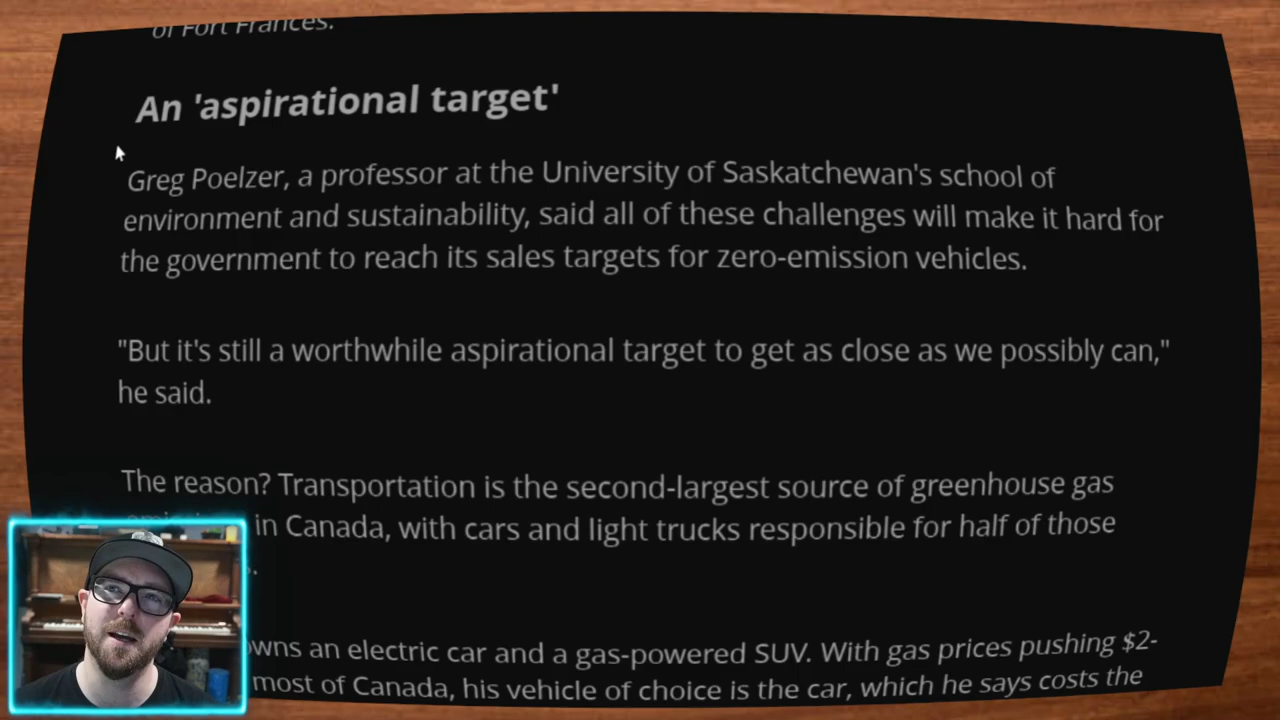 of Fort Frances.
An 'aspirational target'
Greg Poelzer, a professor at the University of Saskatchewan's school of
environment and sustainability, said all of these challenges will make it hard for
the government to reach its sales targets for zero-emission vehicles.
"But it's still a worthwhile aspirational target to get as close as we possibly can,"
he said.
The reason? Transportation is the second-largest source of greenhouse gas
in Canada, with cars and light trucks responsible for half of those
owns an electric car and a gas-powered SUV. With gas prices pushing $2-
most of Canada, his vehicle of choice is the car, which he says costs the